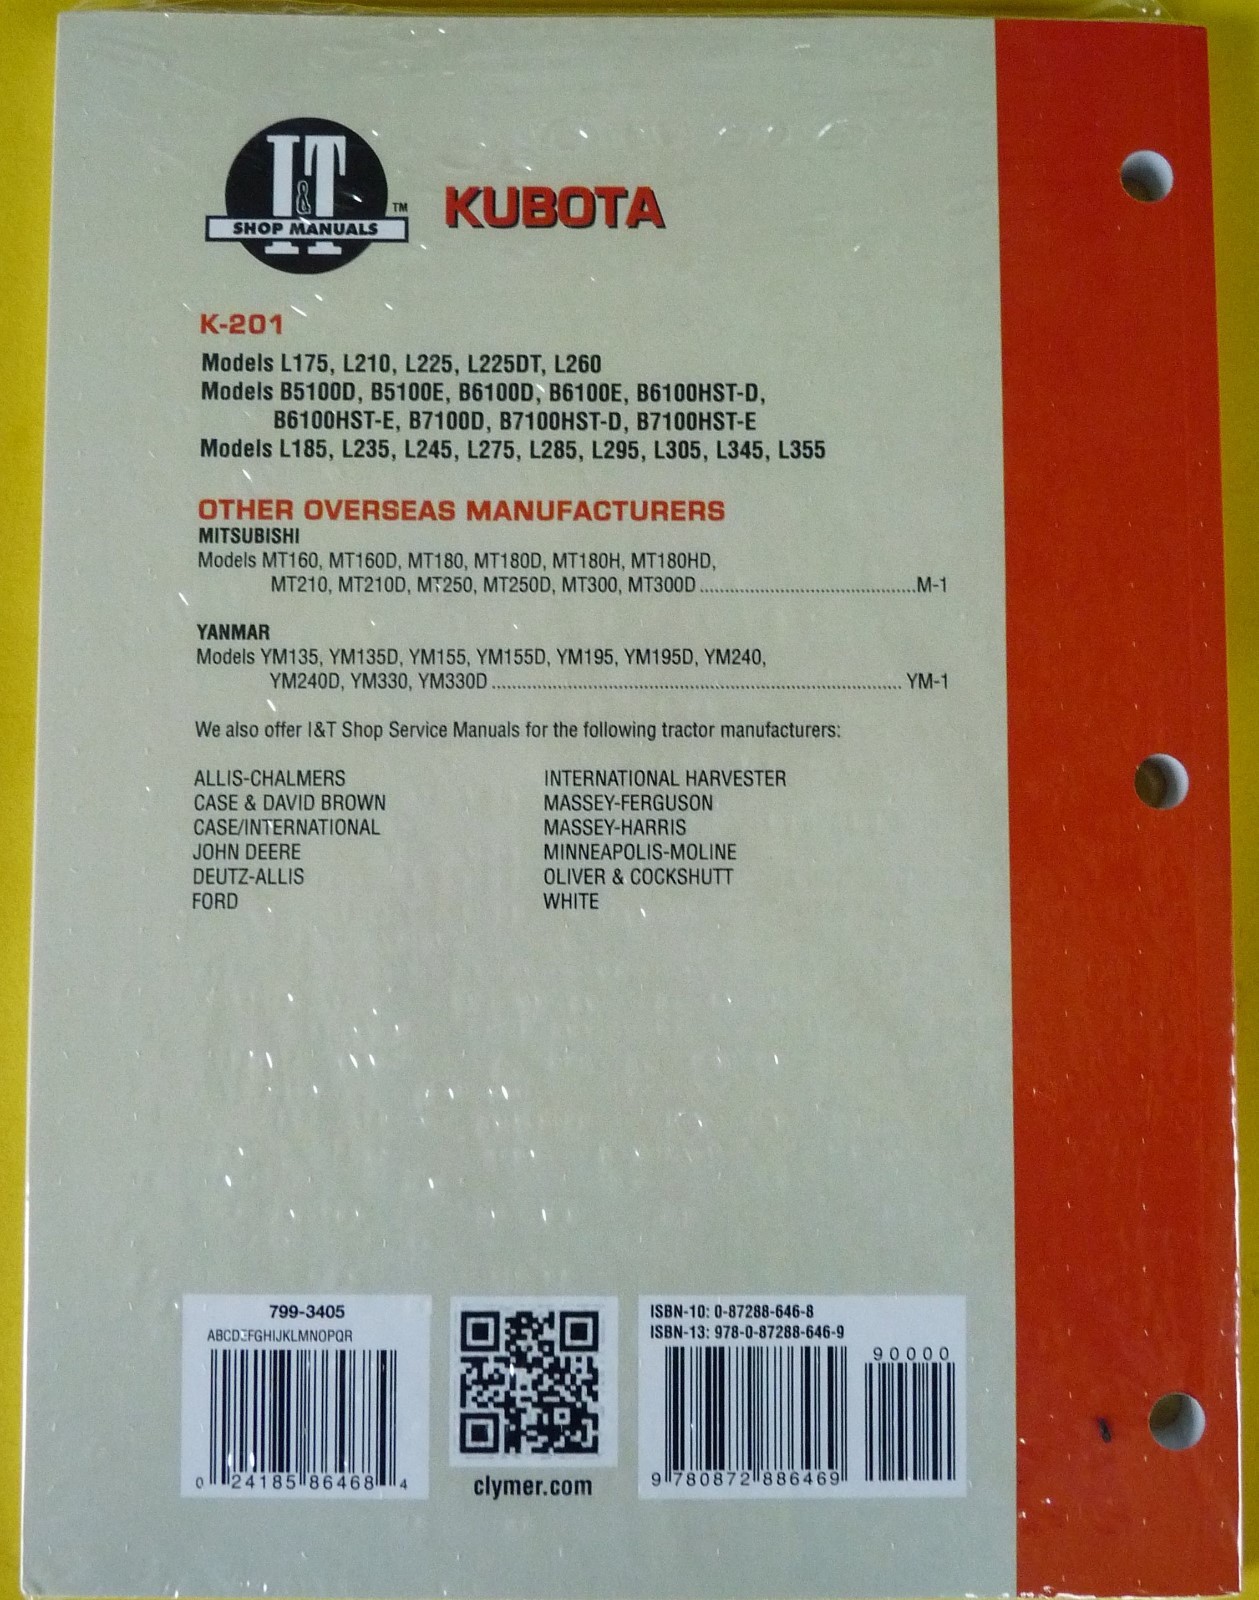 I&T
SHOP MANUALS
TM
KUBOTA
K-201
Models L175, L210, L225, L225DT, L260
Models B5100D, B5100E, B6100D, B6100E, B6100HST-D,
B6100HST-E, B7100D, B7100HST-D, B7100HST-E
Models L185, L235, L245, L275, L285, L295, L305, L345, L355
OTHER OVERSEAS MANUFACTURERS
MITSUBISHI
Models MT160, MT160D, MT180, MT180D, MT180H, MT180HD,
MT210, MT210D, MT250, MT250D, MT300, MT300D ............................................M-1
YANMAR
Models YM135, YM135D, YM155, YM155D, YM195, YM195D, YM240,
YM240D, YM330, YM330D .................................................................................... YM-1
We also offer I&T Shop Service Manuals for the following tractor manufacturers:
ALLIS-CHALMERS
CASE & DAVID BROWN
CASE/INTERNATIONAL
JOHN DEERE
DEUTZ-ALLIS
FORD
INTERNATIONAL HARVESTER
MASSEY-FERGUSON
MASSEY-HARRIS
MINNEAPOLIS-MOLINE
OLIVER & COCKSHUTT
WHITE
799-3405
ABCDEFGHIJKLMNOPQR
0 24185 86468 4
clymer.com
ISBN-10: 0-87288-646-8
ISBN-13: 978-0-87288-646-9
90000
9 780872 886469